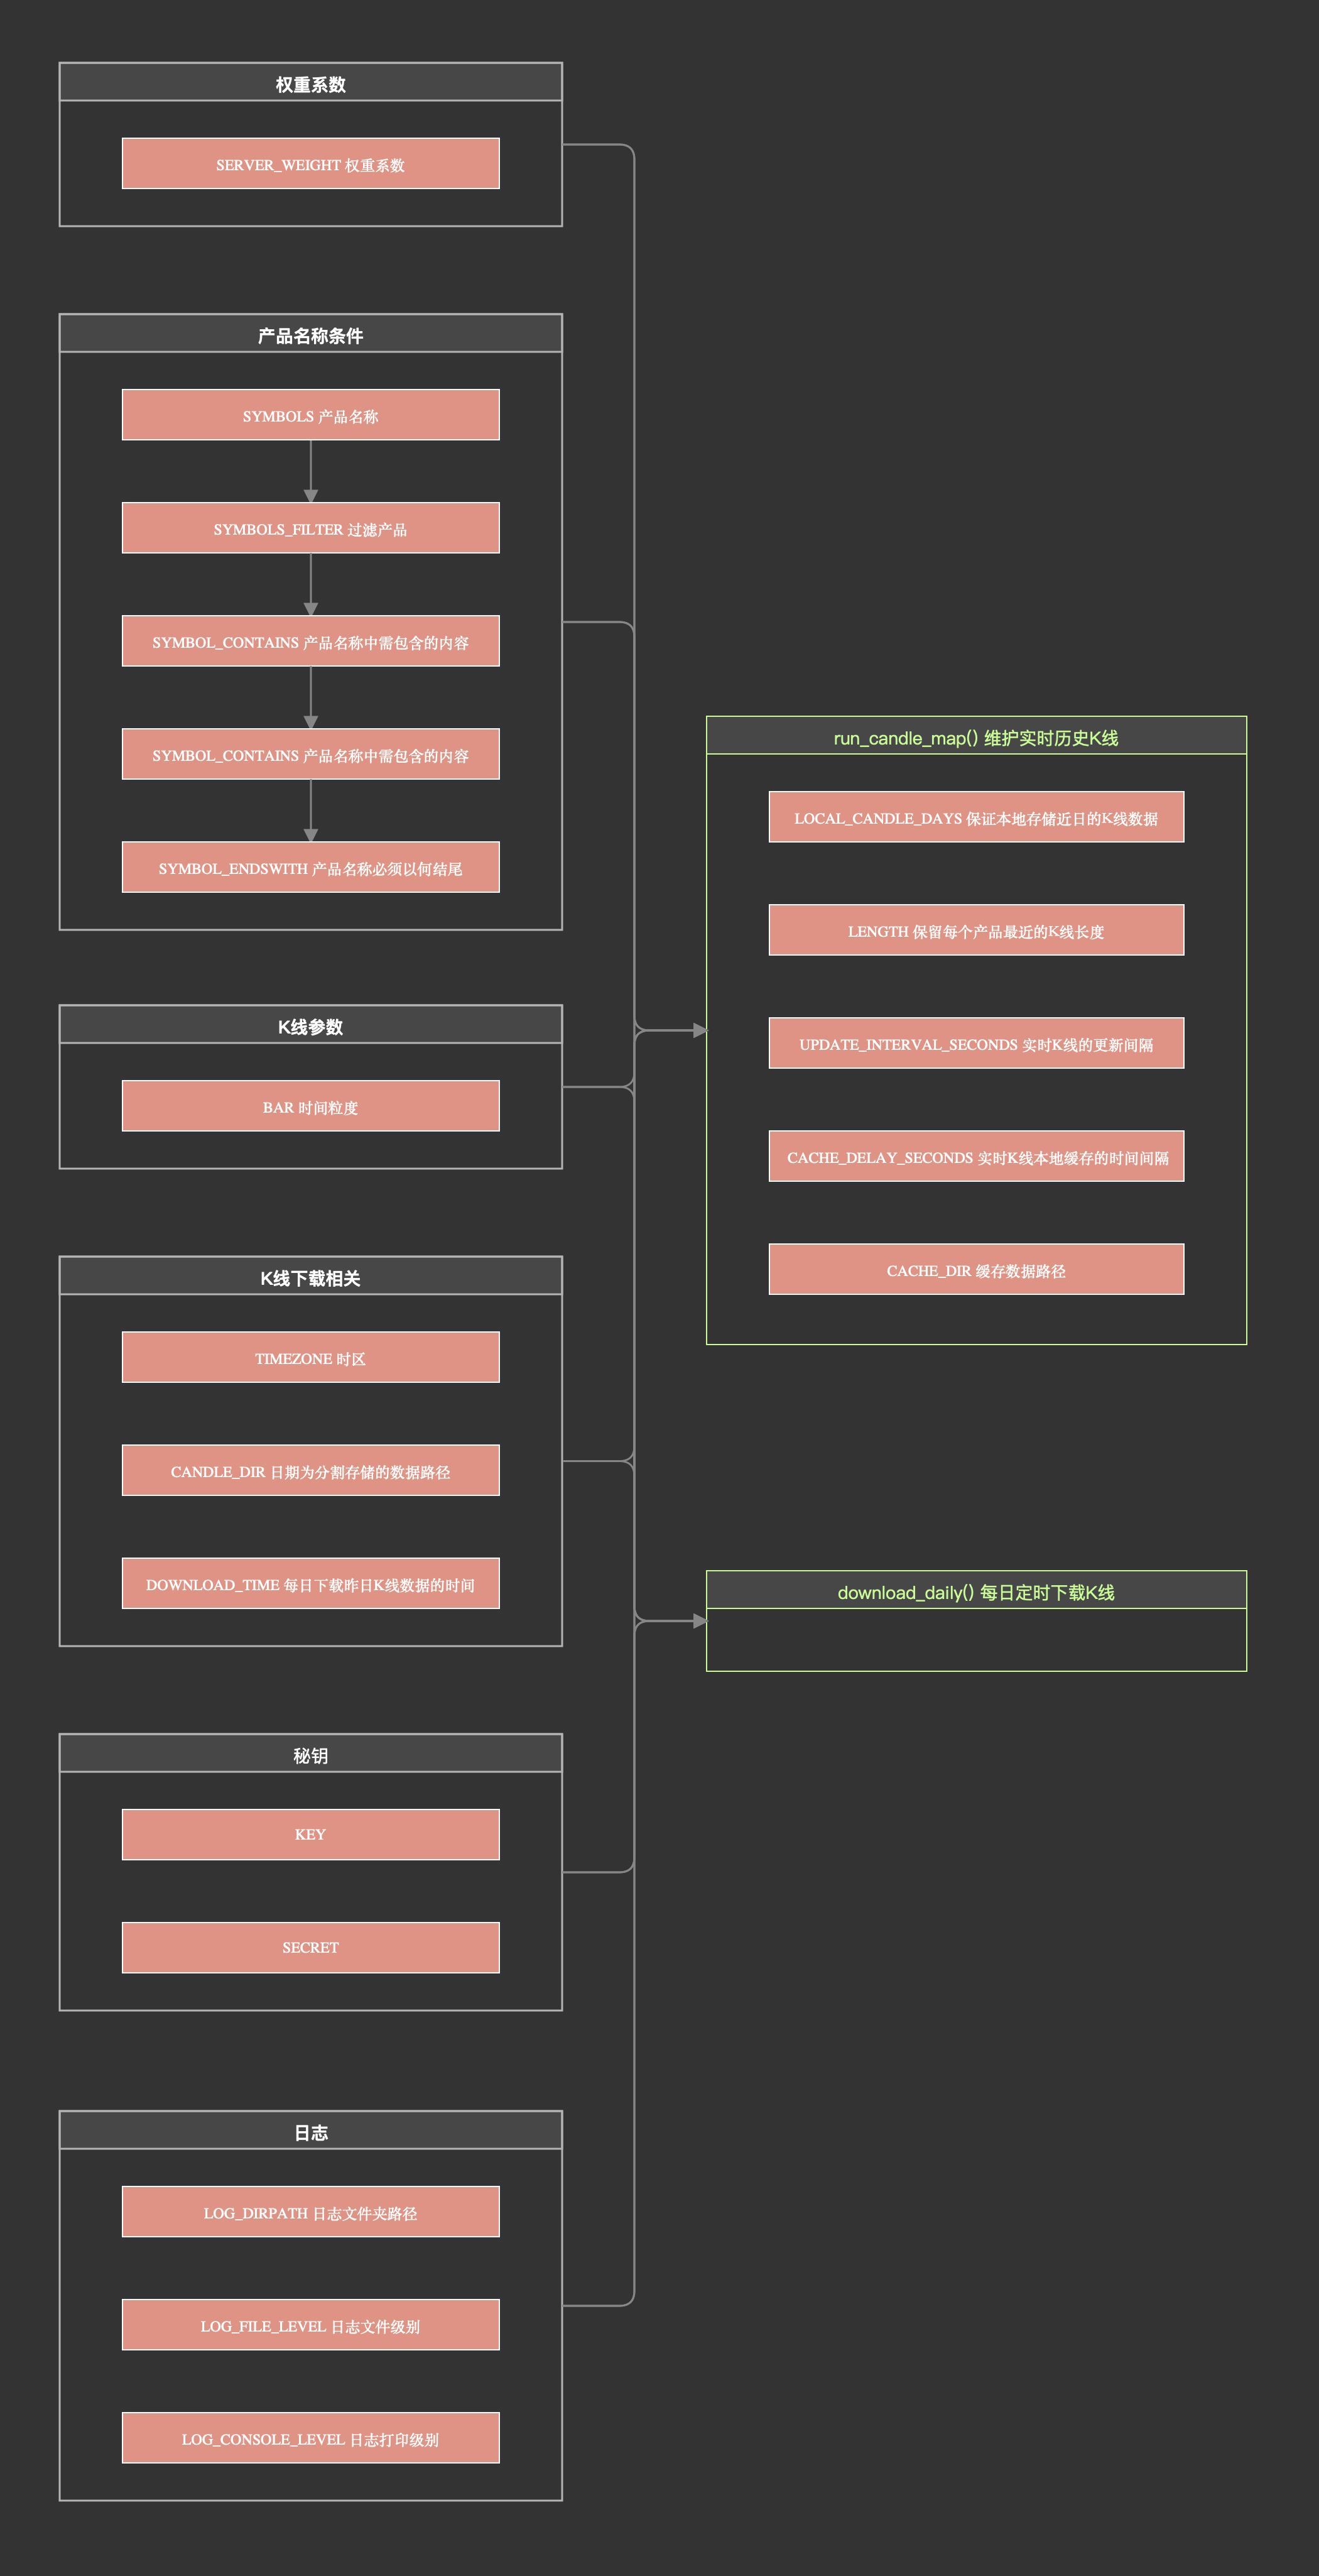 权重系数
SERVER_WEIGHT 权重系数
产品名称条件
SYMBOLS 产品名称
SYMBOLS_FILTER 过滤产品
SYMBOL_CONTAINS 产品名称中需包含的内容
SYMBOL_CONTAINS 产品名称中需包含的内容
SYMBOL_ENDSWITH 产品名称必须以何结尾
K线参数
BAR 时间粒度
K线下载相关
TIMEZONE 时区
CANDLE_DIR 日期为分割存储的数据路径
DOWNLOAD_TIME 每日下载昨日K线数据的时间
秘钥
KEY
SECRET
日志
LOG_DIRPATH 日志文件夹路径
LOG_FILE_LEVEL 日志文件级别
LOG_CONSOLE_LEVEL 日志打印级别
run_candle_map() 维护实时历史K线
LOCAL_CANDLE_DAYS 保证本地存储近日的K线数据
LENGTH 保留每个产品最近的K线长度
UPDATE_INTERVAL_SECONDS 实时K线的更新间隔
CACHE_DELAY_SECONDS 实时K线本地缓存的时间间隔
CACHE_DIR 缓存数据路径
download_daily() 每日定时下载K线